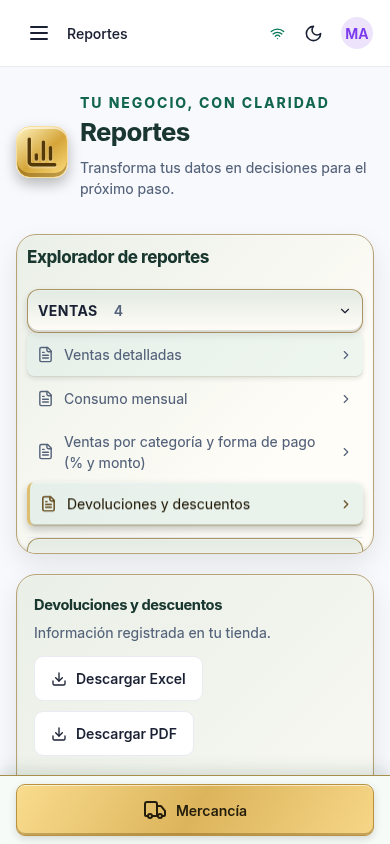 Reportes
MA
TU NEGOCIO, CON CLARIDAD
Reportes
Transforma tus datos en decisiones para el
próximo paso.
Explorador de reportes
VENTAS 4
Ventas detalladas
Consumo mensual
Ventas por categoría y forma de pago
(% y monto)
Devoluciones y descuentos
Devoluciones y descuentos
Información registrada en tu tienda.
Descargar Excel
Descargar PDF
Mercancía